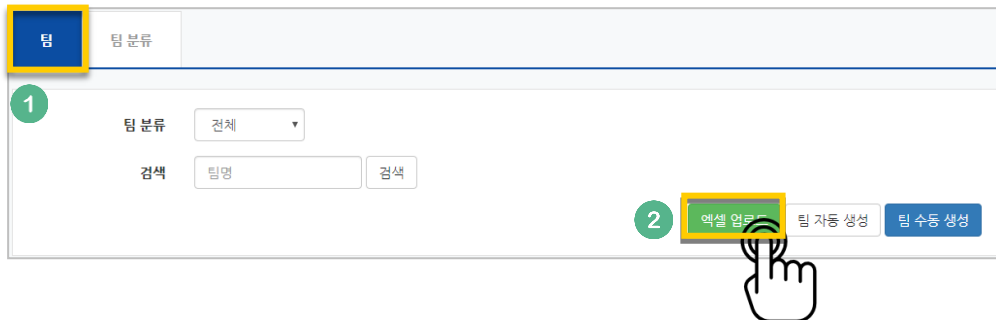 팀 팀 분류
1
팀 분류 전체
검색 팀명 검색
2 엑셀 업로드 팀 자동 생성 팀 수동 생성